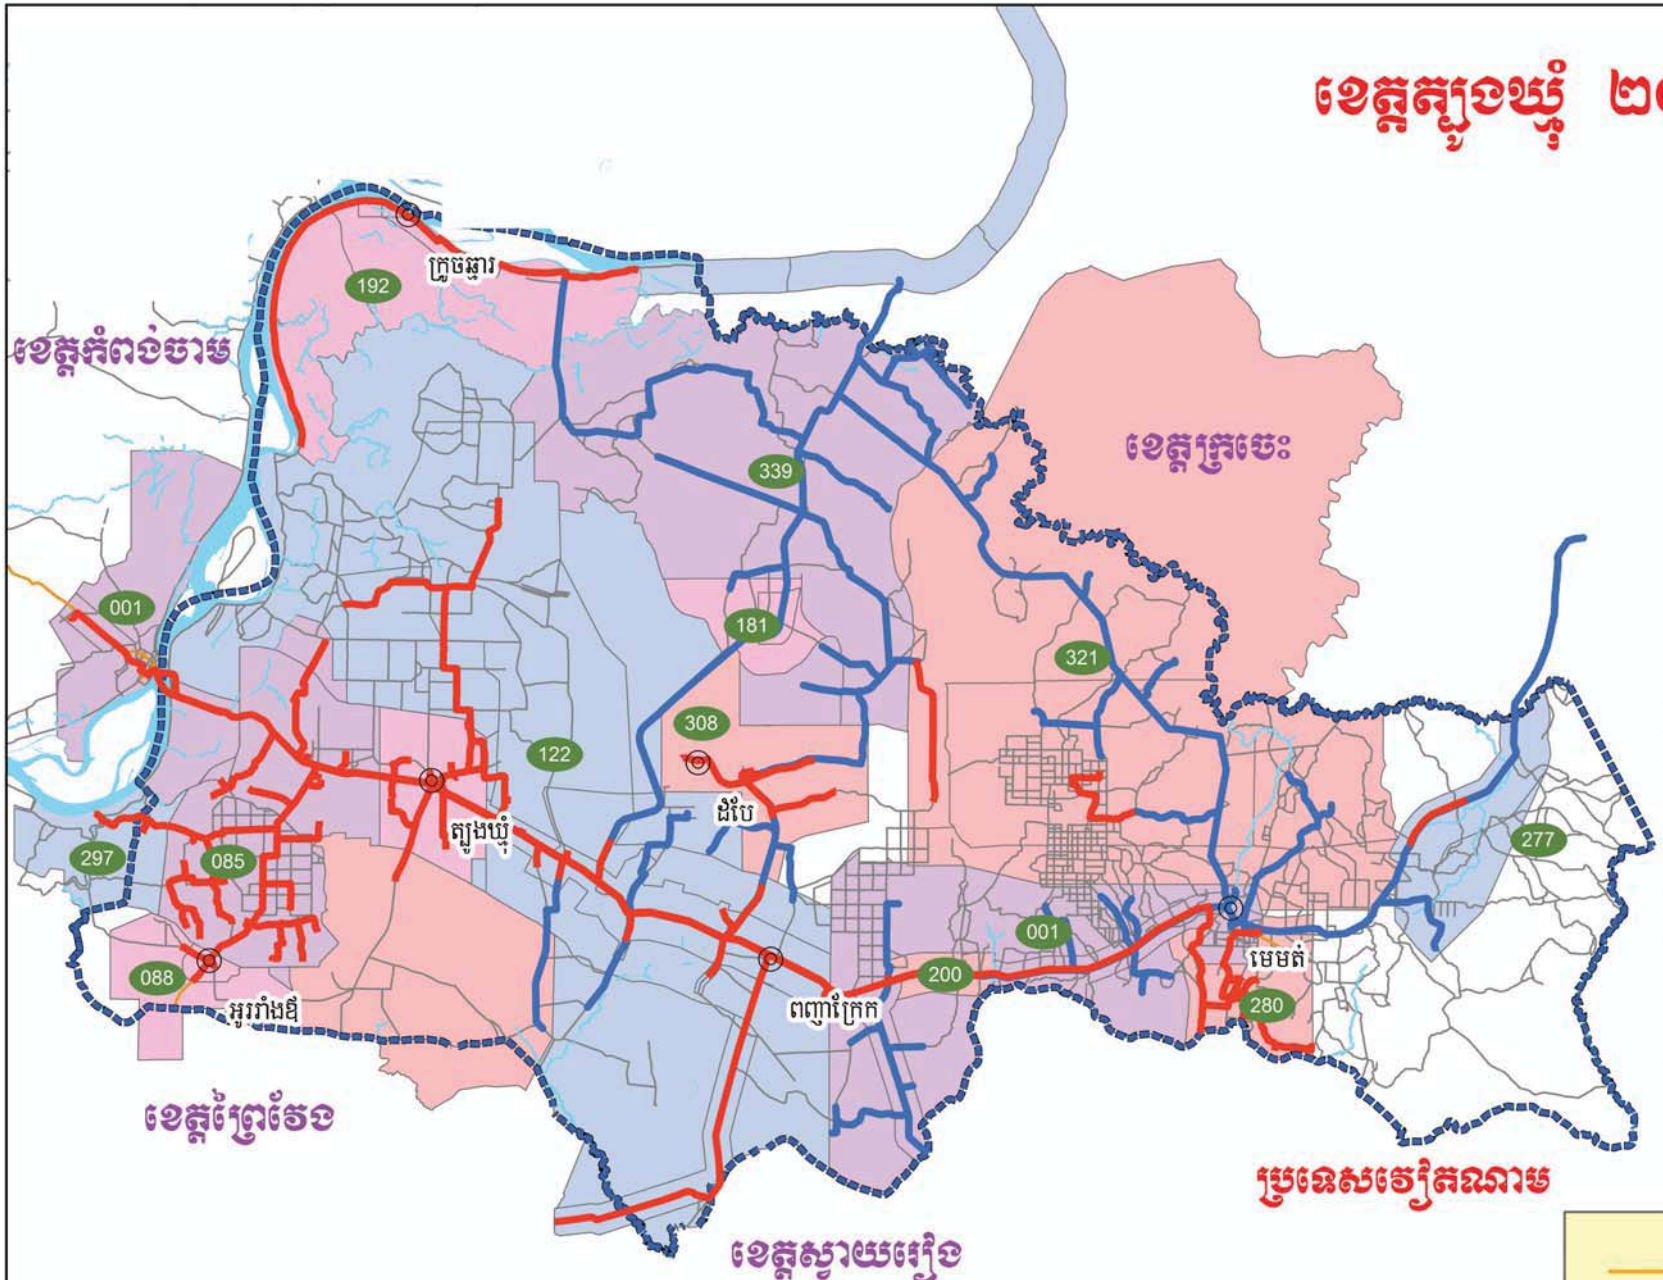 ខេត្តត្បូងឃ្មុំ ២០
ក្រូចឆ្មារ
192
ខេត្តកំពង់ចាម
ខេត្តក្រចេះ
339
001
181
321
308
122
ដំបែ
ត្បូងឃ្មុំ
297
085
277
001
មេមត់
088
200
280
អូររាំងឪ
ពញាក្រែក
ខេត្តព្រៃវែង
ប្រទេសវៀតណាម
ខេត្តស្វាយរៀង